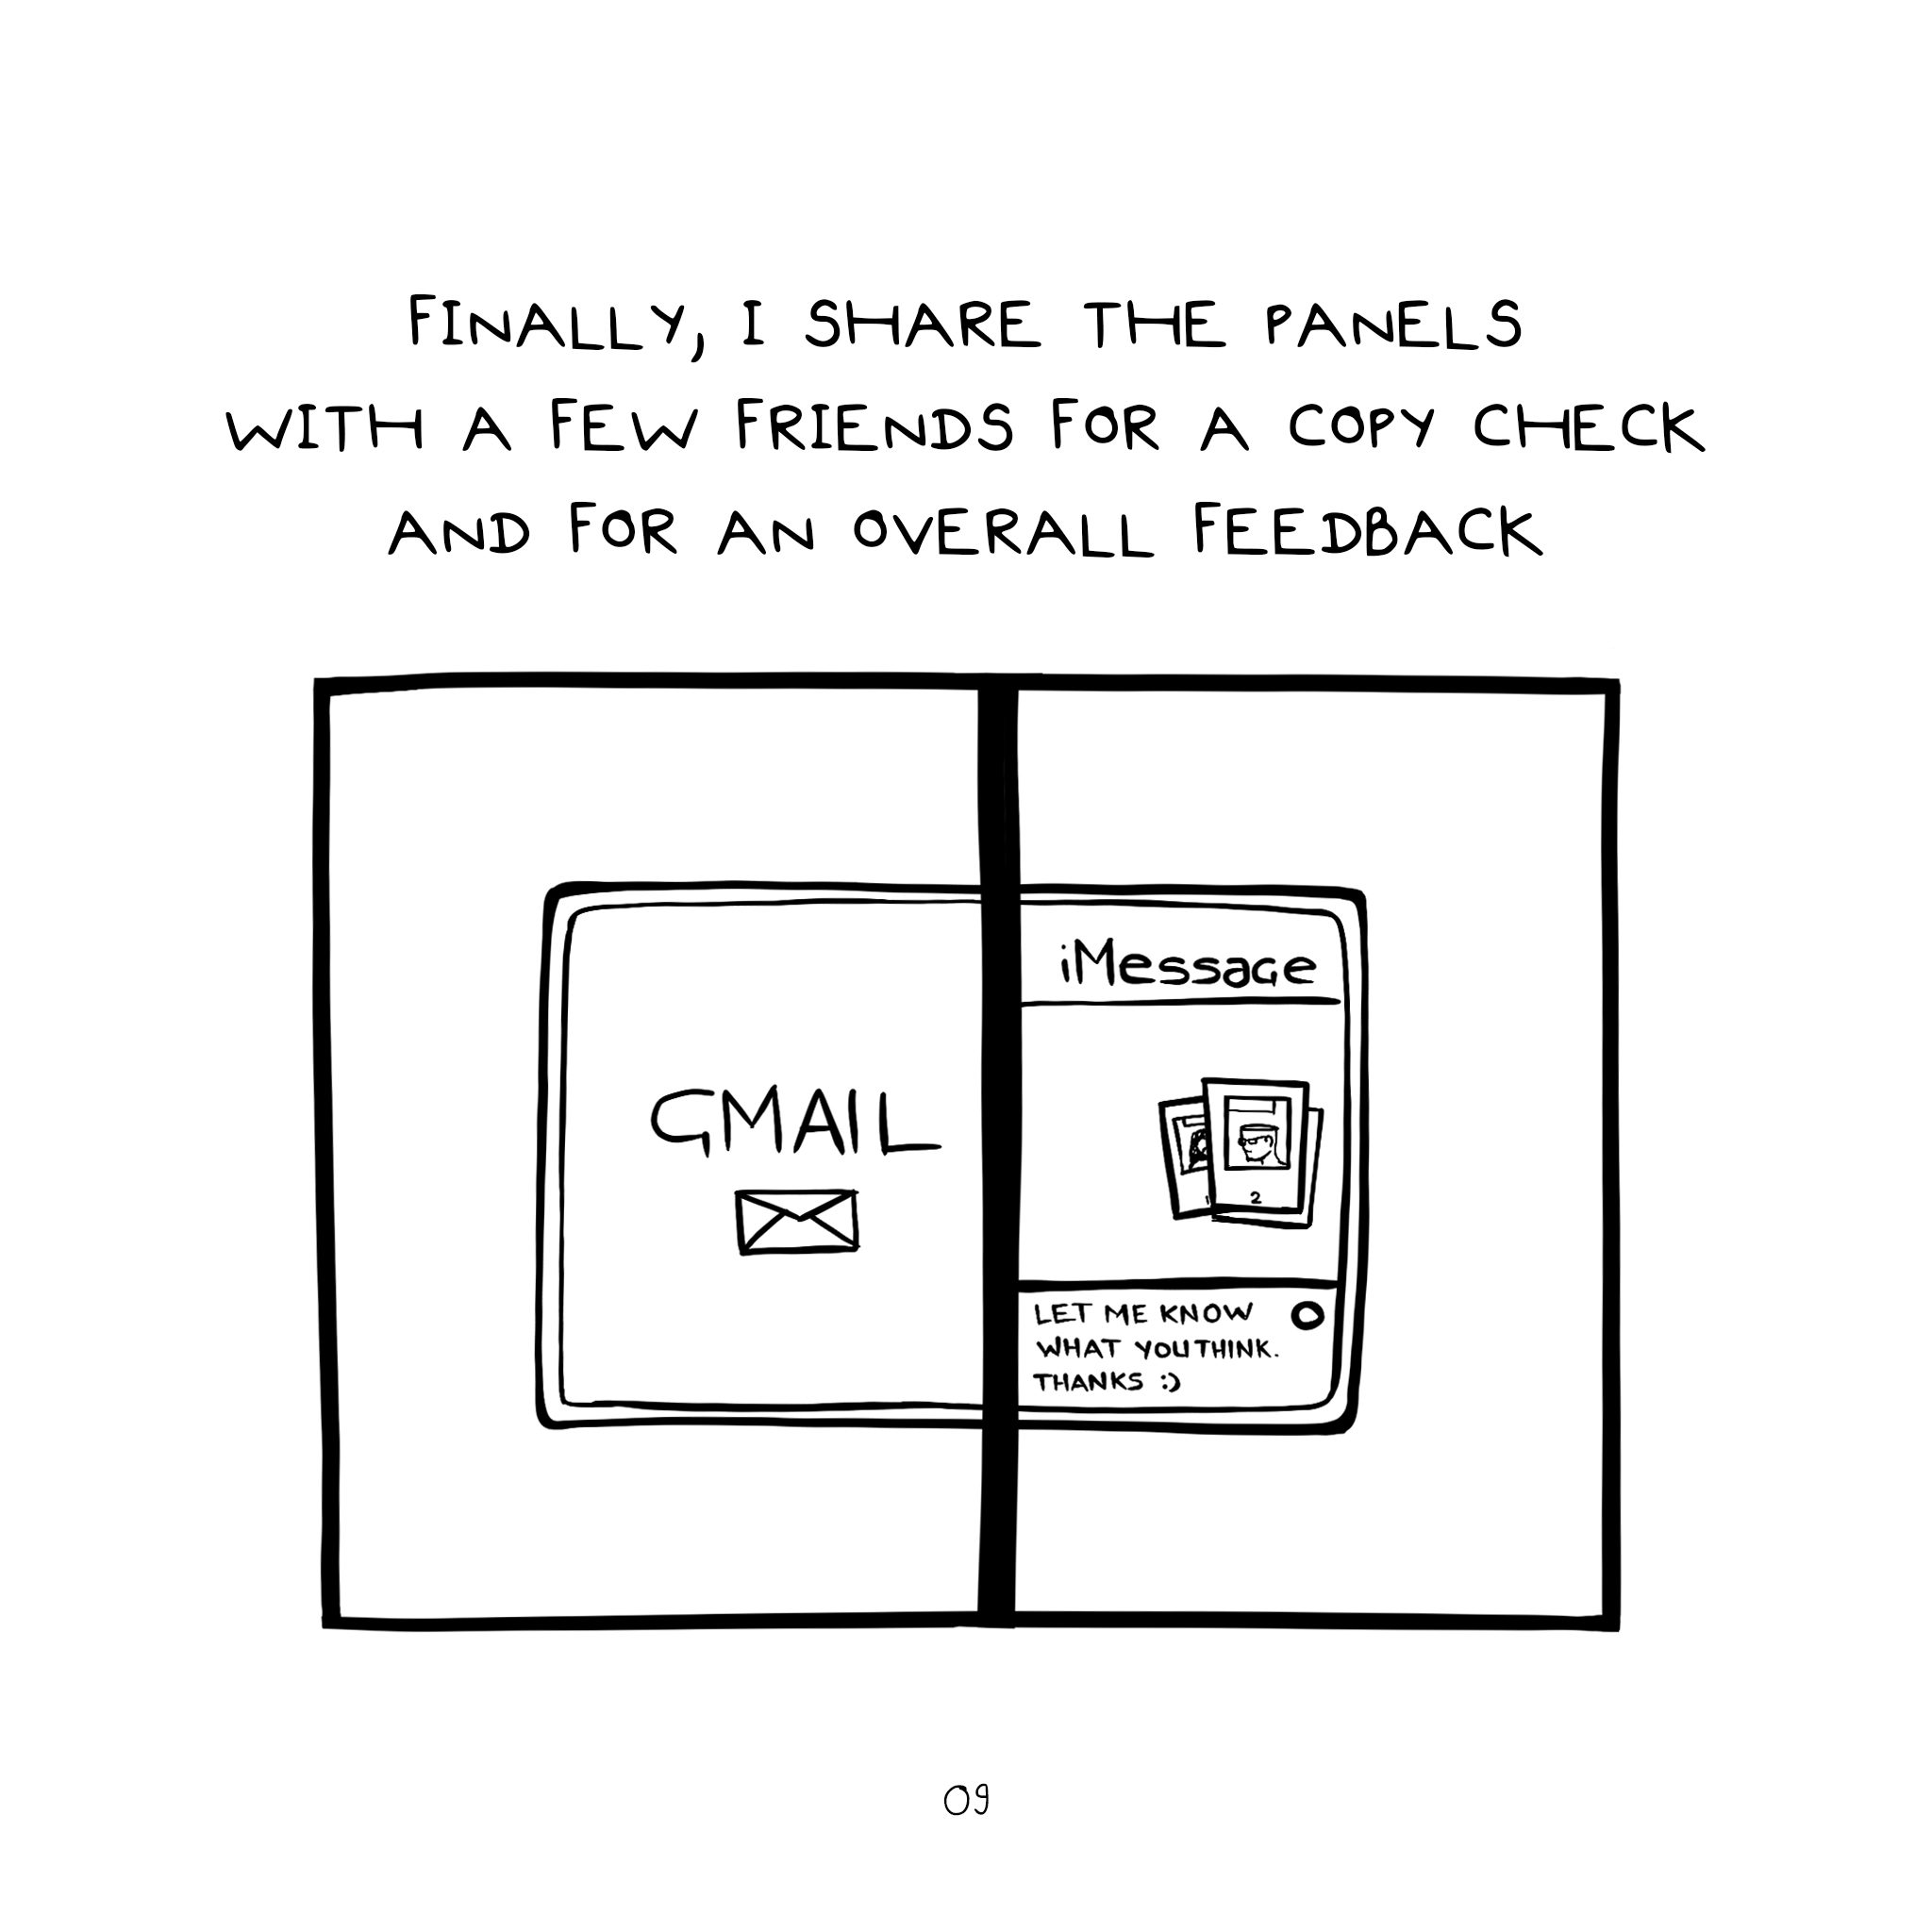 FINALLY, I SHARE THE PANELS
WITH A FEW FRIENDS FOR A COPY CHECK
AND FOR AN OVERALL FEEDBACK
GMAIL
iMessage
1
2
LET ME KNOW
WHAT YOU THINK.
THANKS :)
09